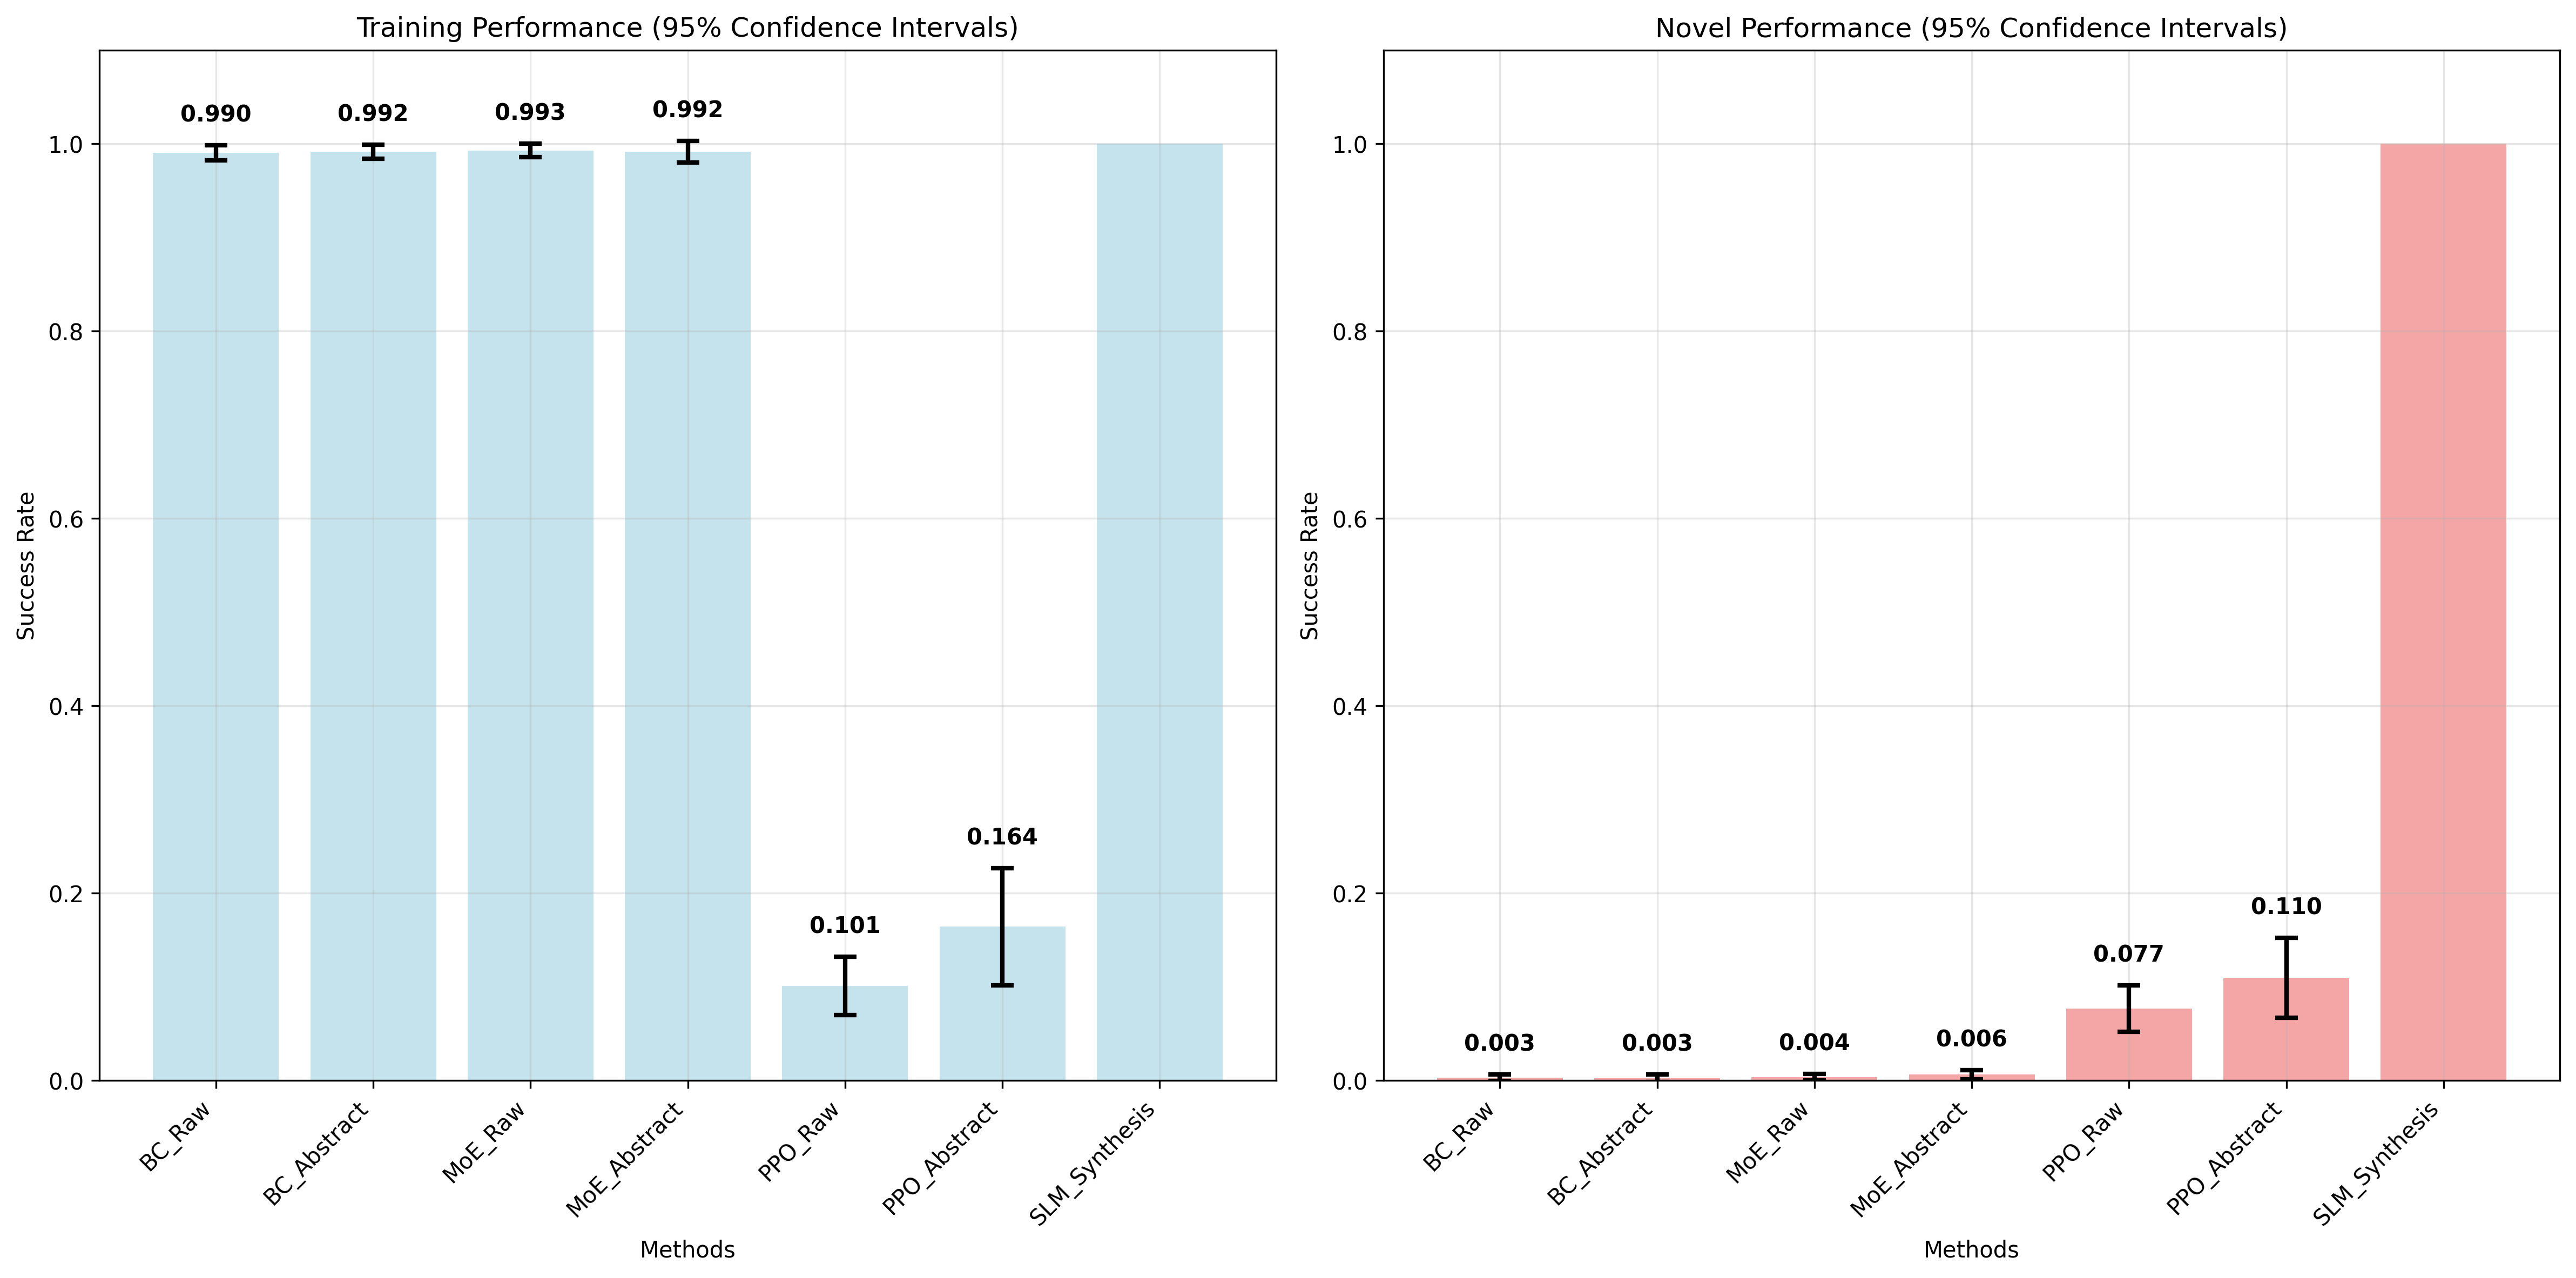 Training Performance (95% Confidence Intervals)
Success Rate
1.0
0.8
0.6
0.4
0.2
0.0
0.990
0.992
0.993
0.992
0.101
0.164
BC_Raw
BC_Abstract
MoE_Raw
MoE_Abstract
PPO_Raw
PPO_Abstract
SLM_Synthesis
Methods
Novel Performance (95% Confidence Intervals)
Success Rate
1.0
0.8
0.6
0.4
0.2
0.0
0.003
0.003
0.004
0.006
0.077
0.110
BC_Raw
BC_Abstract
MoE_Raw
MoE_Abstract
PPO_Raw
PPO_Abstract
SLM_Synthesis
Methods